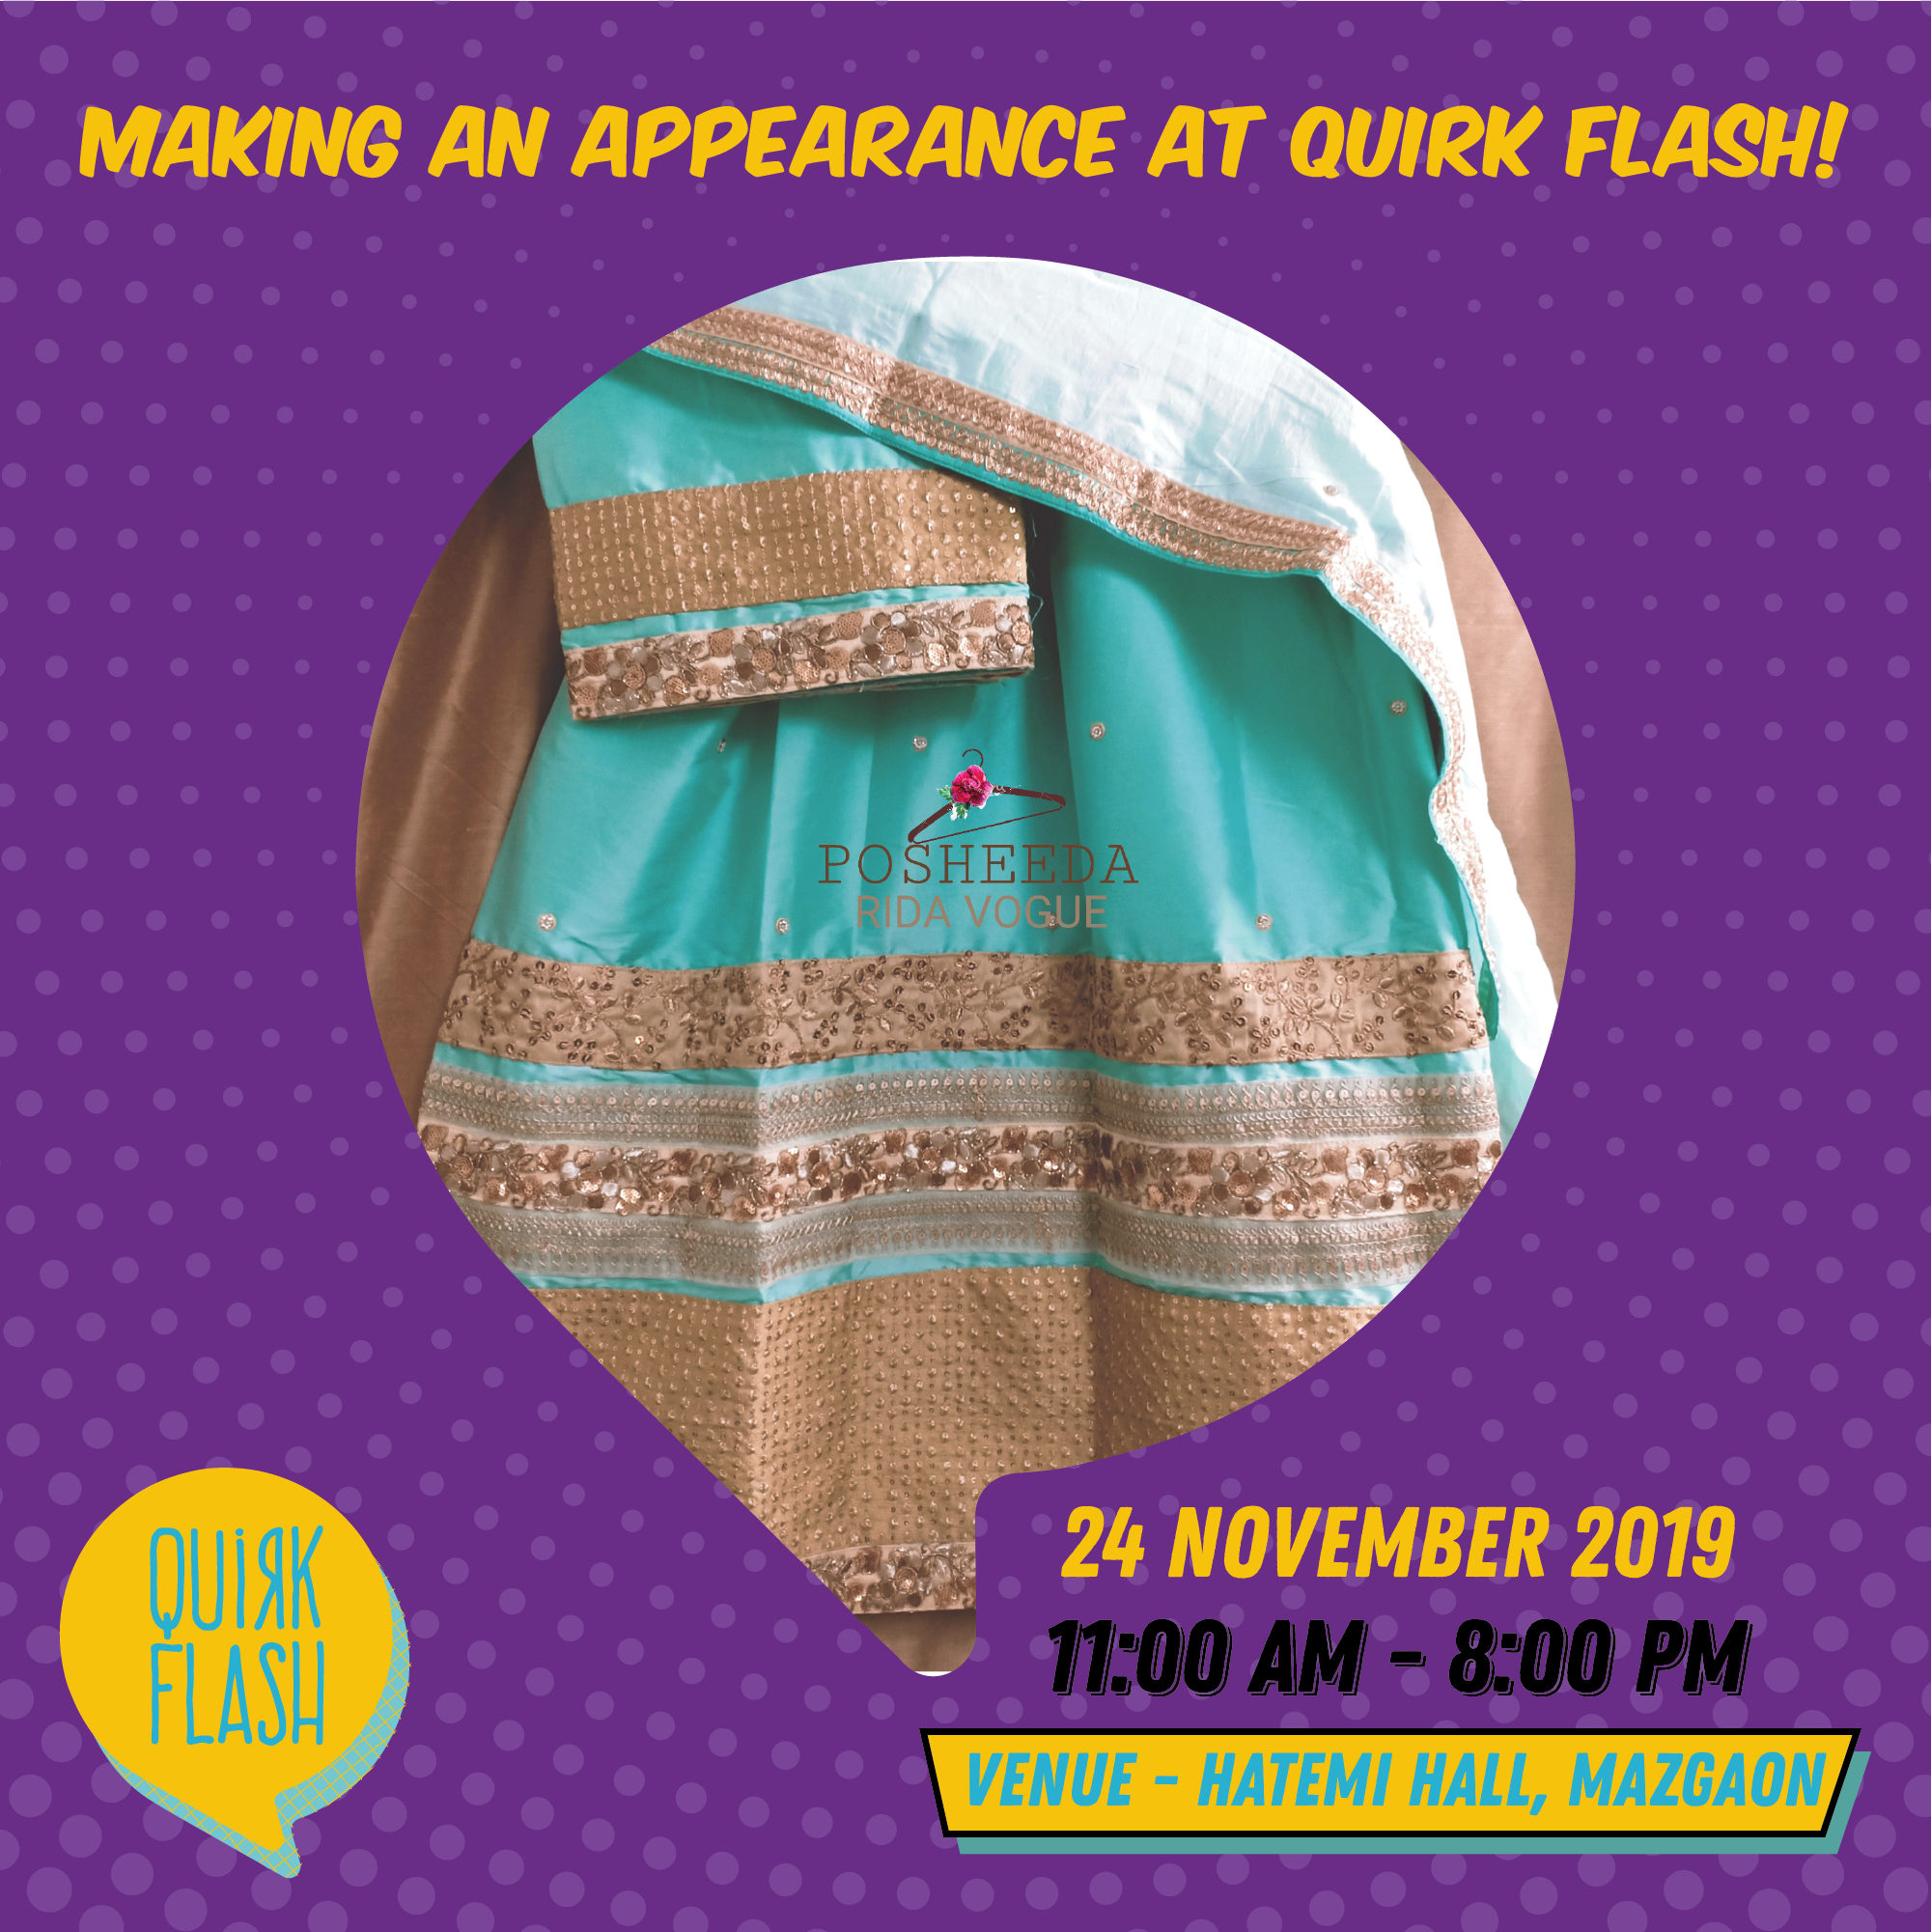 MAKING AN APPEARANCE AT QUIRK FLASH!
POSHEEDA
RIDA VOGUE
24 NOVEMBER 2019
11:00 AM - 8:00 PM
VENUE - HATEMI HALL, MAZGAON
QUiRK
FLASH